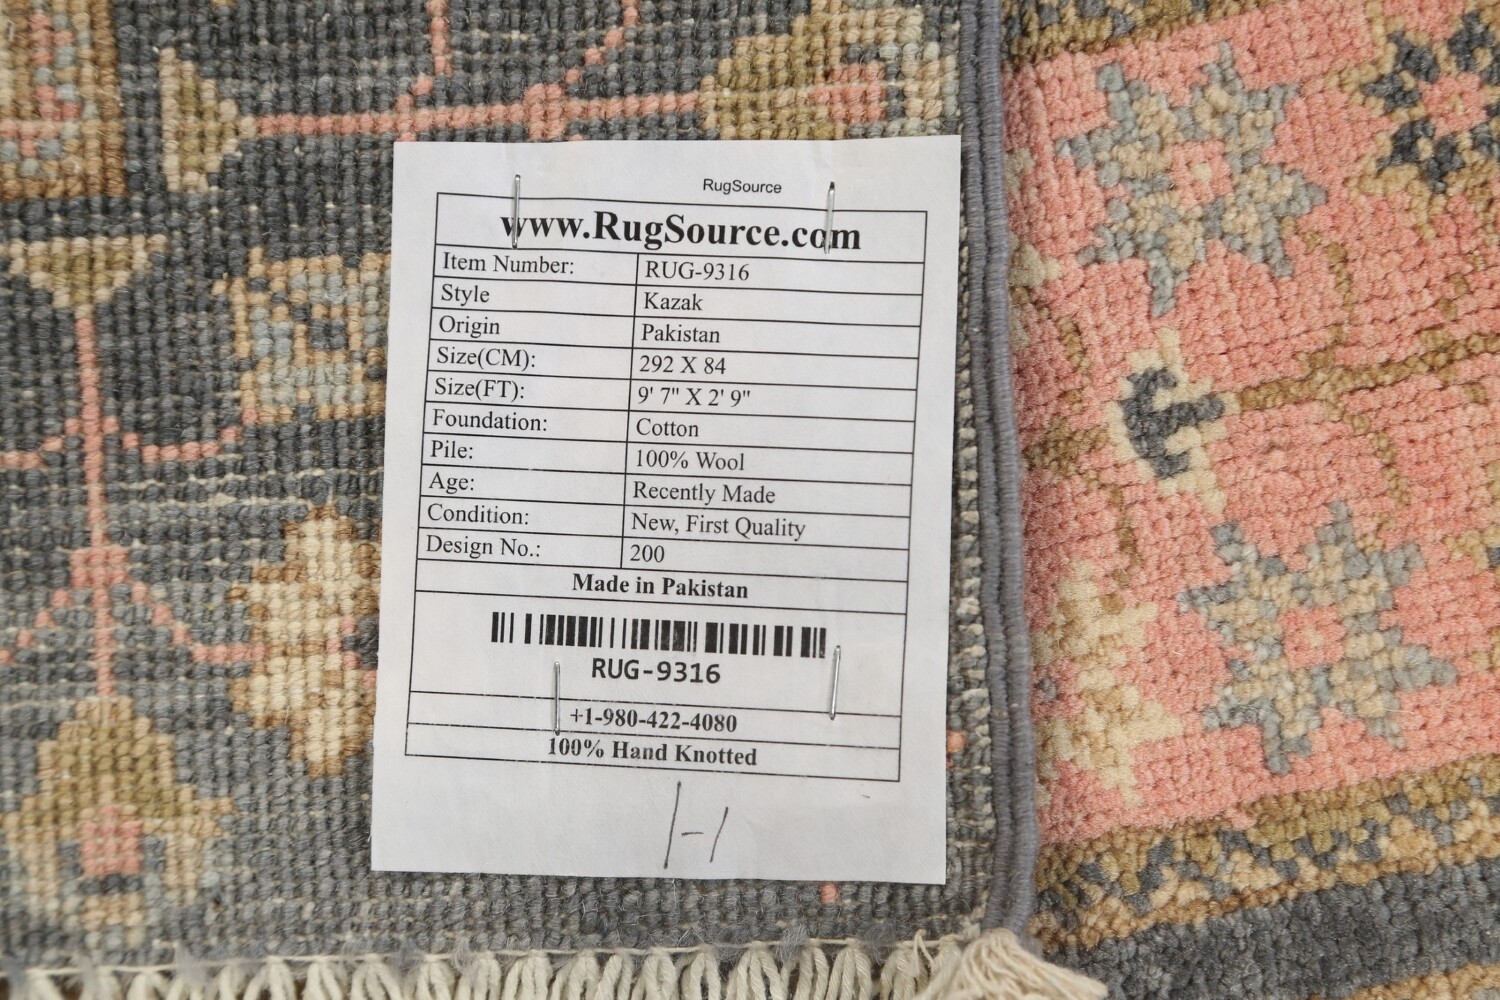 RugSource
www.RugSource.com
Item Number: RUG-9316
Style Kazak
Origin Pakistan
Size(CM): 292 X 84
Size(FT): 9' 7" X 2' 9"
Foundation: Cotton
Pile: 100% Wool
Age: Recently Made
Condition: New, First Quality
Design No.: 200
Made in Pakistan
RUG-9316
+1-980-422-4080
100% Hand Knotted